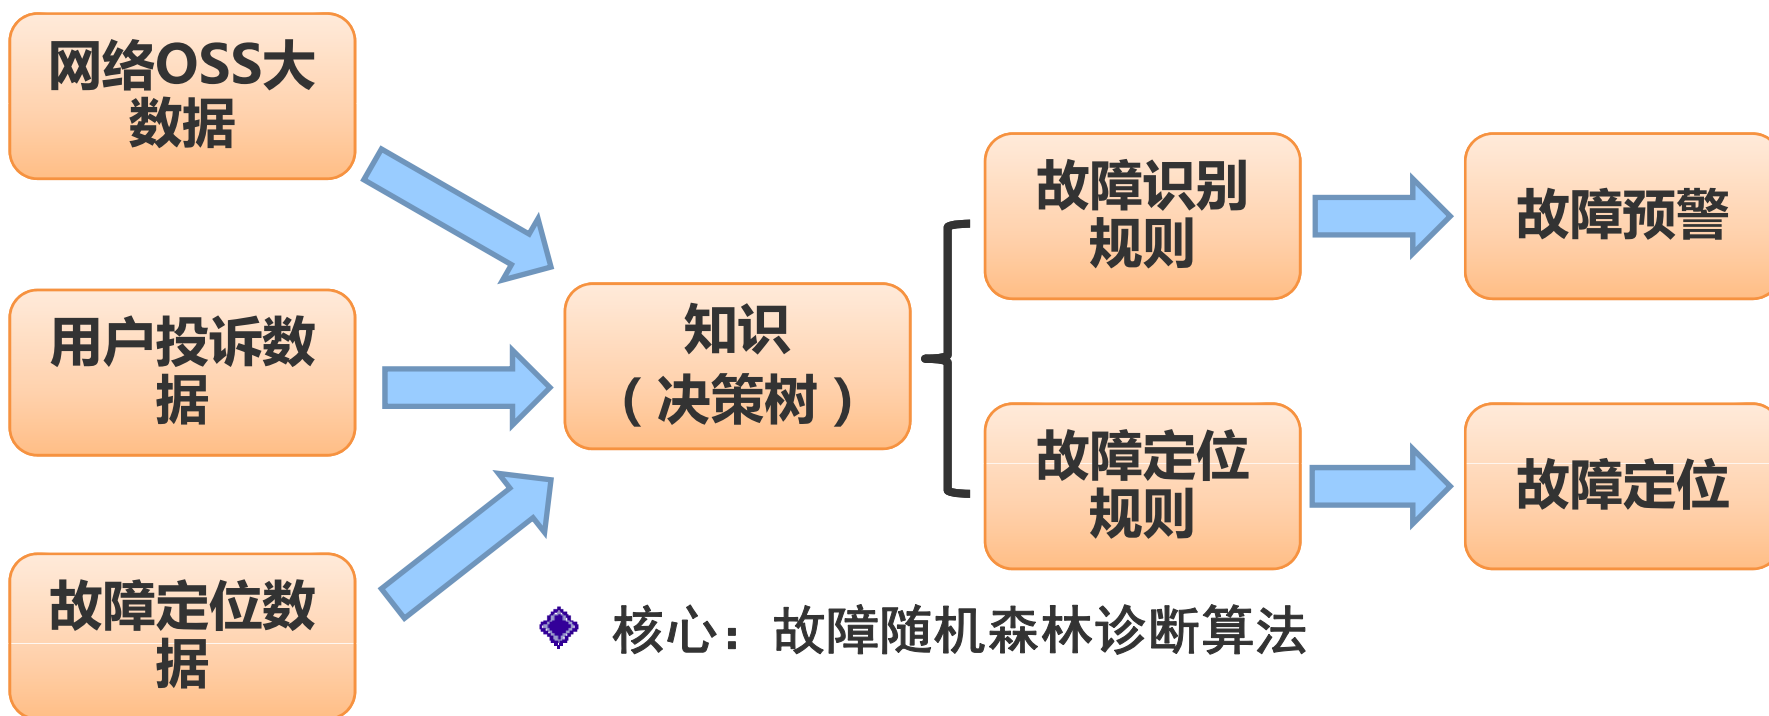 网络OSS大
数据
用户投诉数
据
故障定位数
据
知识
（决策树）
故障识别
规则
故障定位
规则
故障预警
故障定位
核心：故障随机森林诊断算法